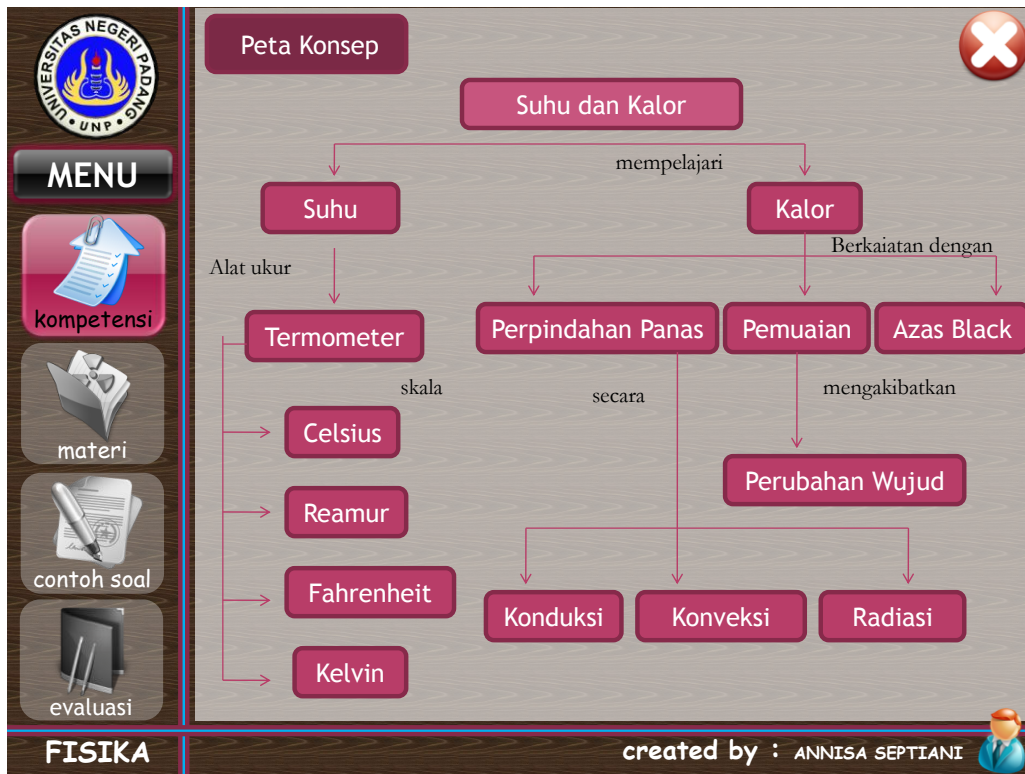 UNIVERSITAS NEGERI PADANG
UNP
MENU
kompetensi
materi
contoh soal
evaluasi
FISIKA
Peta Konsep
Suhu dan Kalor
mempelajari
Suhu
Kalor
Alat ukur
Berkaiatan dengan
Termometer
Perpindahan Panas
Pemuaian
Azas Black
skala
secara
mengakibatkan
Celsius
Perubahan Wujud
Reamur
Fahrenheit
Konduksi
Konveksi
Radiasi
Kelvin
created by : ANNISA SEPTIANI